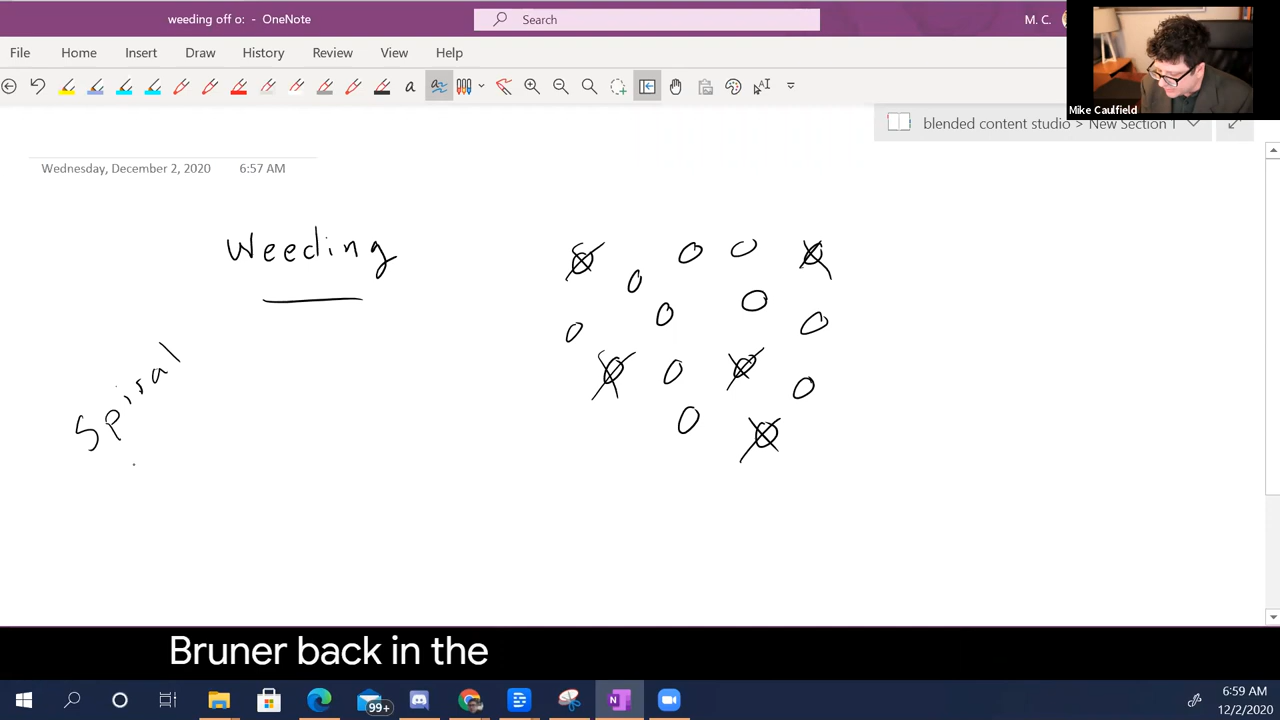 weeding off o: - OneNote
Search
M. C.
File Home Insert Draw History Review View Help
Mike Caulfield
blended content studio > New Section 1
Wednesday, December 2, 2020 6:57 AM
Weeding
Spiral
Bruner back in the
99+
6:59 AM
12/2/2020